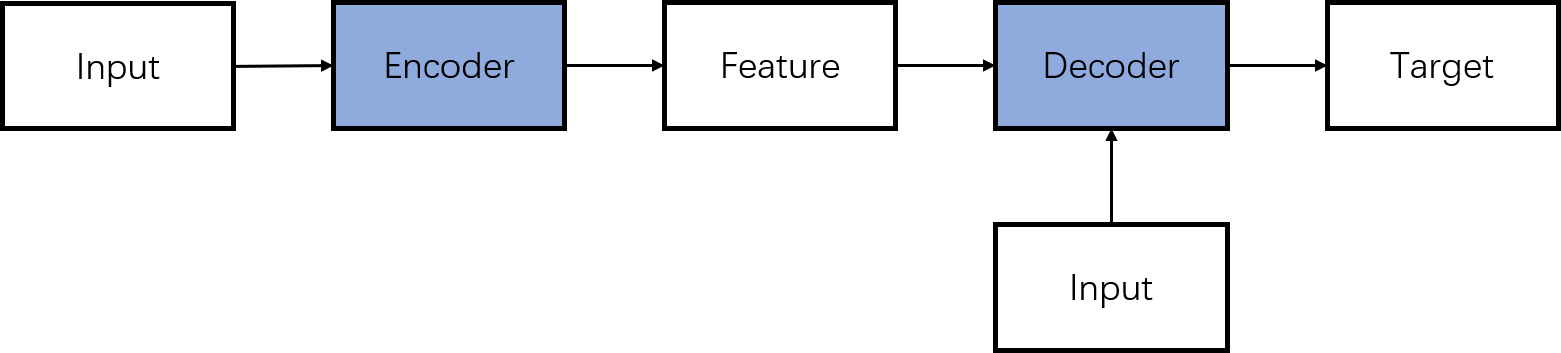 Input
Encoder
Feature
Decoder
Target
Input